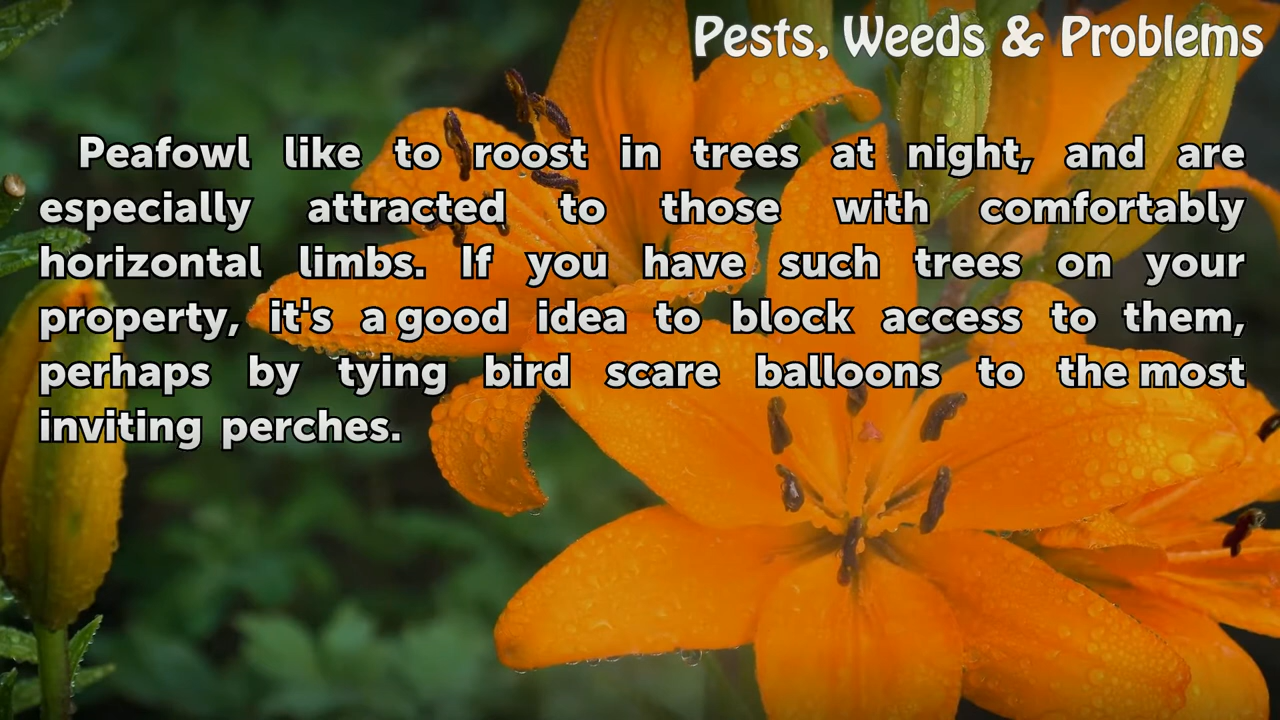 Pests, Weeds & Problems
Peafowl like to roost in trees at night, and are
especially attracted to those with comfortably
horizontal limbs. If you have such trees on your
property, it's a good idea to block access to them,
perhaps by tying bird scare balloons to the most
inviting perches.